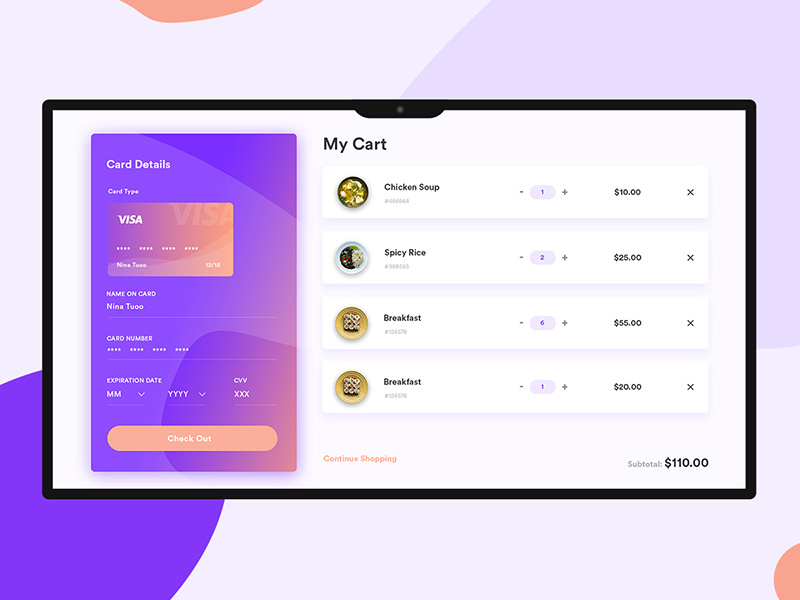 Card Details
Card Type
VISA
VISA
**** **** **** ****
Nina Tuoo 12/18
NAME ON CARD
Nina Tuoo
CARD NUMBER
**** **** **** ****
EXPIRATION DATE CVV
MM YYYY XXX
Check Out
My Cart
Chicken Soup - 1 + $10.00 ×
Spicy Rice - 2 + $25.00 ×
Breakfast - 6 + $55.00 ×
#124578
Breakfast - 1 + $20.00 ×
#124578
Continue Shopping
Subtotal: $110.00